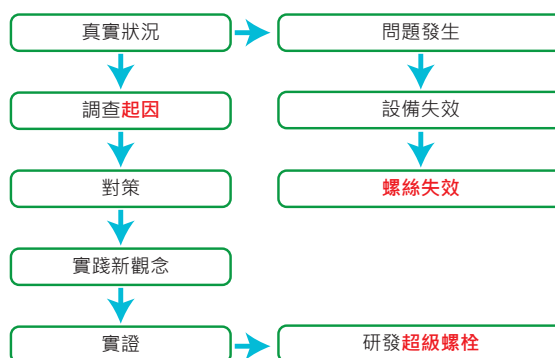 真實狀況
問題發生
調查起因
設備失效
對策
螺絲失效
實踐新觀念
實證
研發超級螺栓